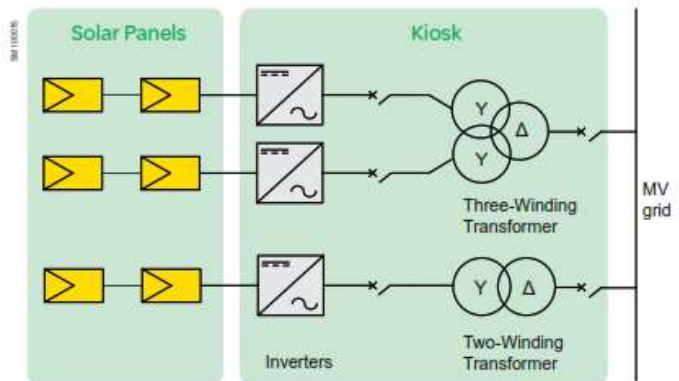 Solar Panels
Kiosk
Y
Δ
Y
Three-Winding
Transformer
MV
grid
Y
Δ
Two-Winding
Transformer
Inverters